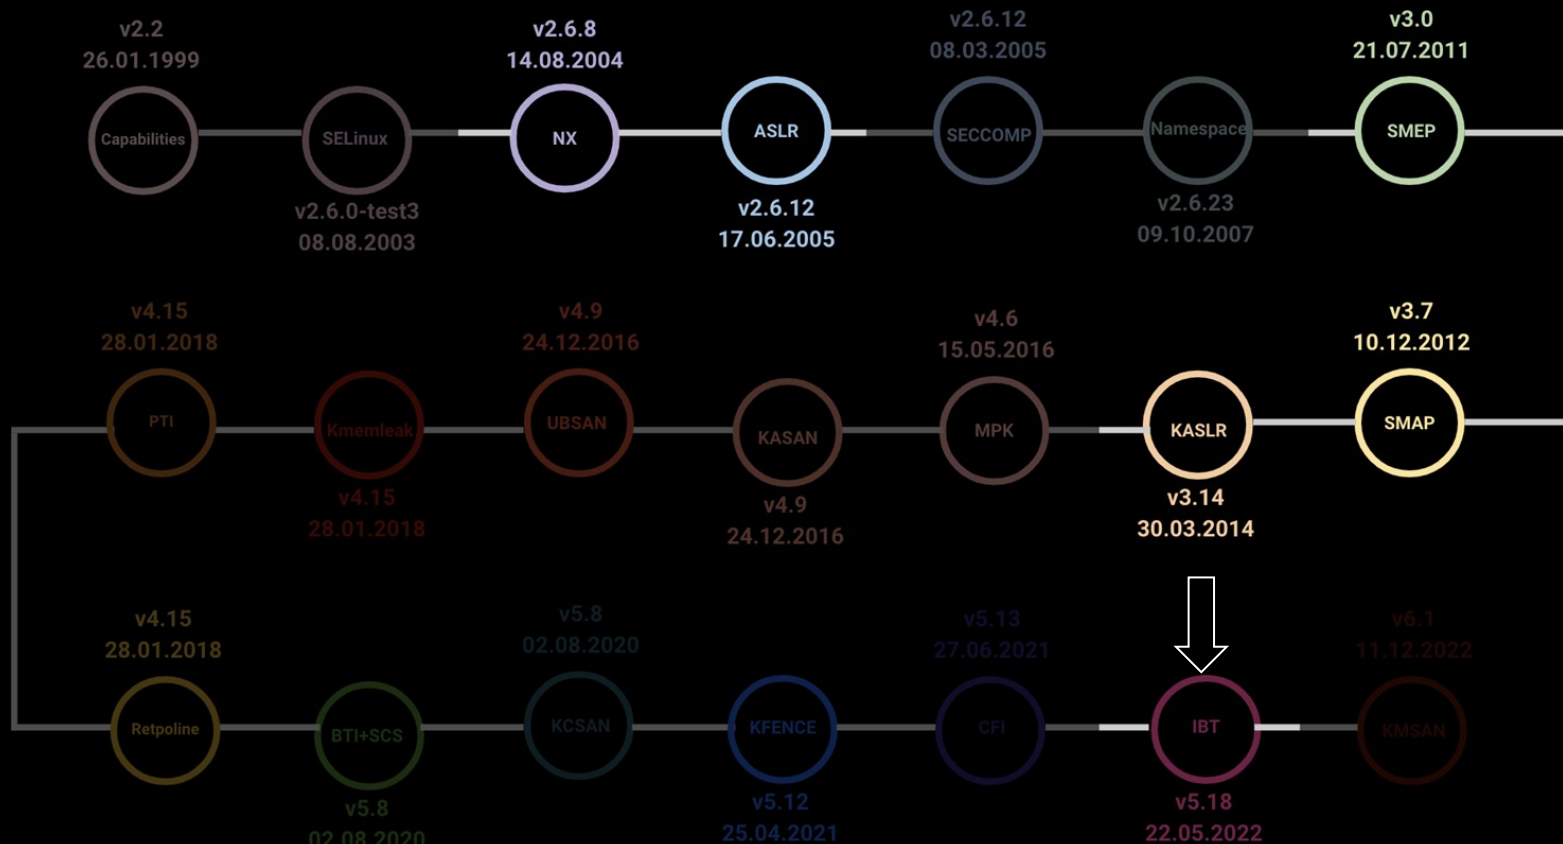 v2.2
26.01.1999
Capabilities
SELinux
v2.6.0-test3
08.08.2003
v2.6.8
14.08.2004
NX
ASLR
v2.6.12
17.06.2005
v2.6.12
08.03.2005
SECCOMP
Namespace
v2.6.23
09.10.2007
v3.0
21.07.2011
SMEP
v3.7
10.12.2012
SMAP
KASLR
v3.14
30.03.2014
v4.6
15.05.2016
MPK
KASAN
v4.9
24.12.2016
v4.9
24.12.2016
UBSAN
Kmemleak
v4.15
28.01.2018
v4.15
28.01.2018
PTI
v4.15
28.01.2018
Retpoline
BTI+SCS
v5.8
02.08.2020
v5.8
02.08.2020
KCSAN
KFENCE
v5.12
25.04.2021
v5.13
27.06.2021
CFI
IBT
v5.18
22.05.2022
v6.1
11.12.2022
KMSAN